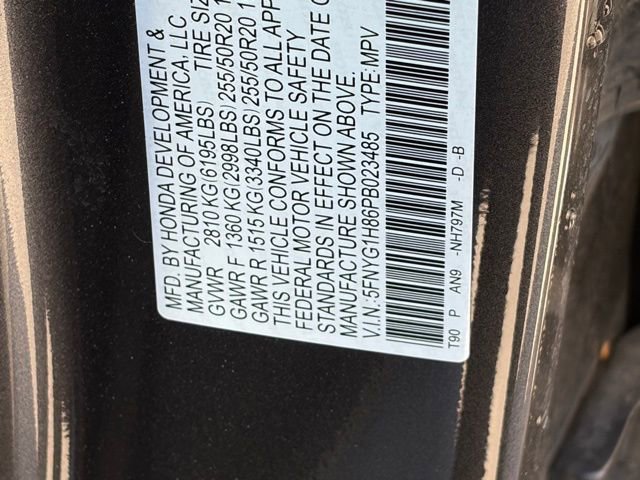 MFD. BY HONDA DEVELOPMENT &
MANUFACTURING OF AMERICA, LLC
GVWR 2810 KG(6195LBS) TIRE SIZ
GAWR F 1360 KG(2998LBS)255/50R20 1
GAWR R 1515 KG(3340LBS)255/50R20 1
THIS VEHICLE CONFORMS TO ALL APP
FEDERAL MOTOR VEHICLE SAFETY
STANDARDS IN EFFECT ON THE DATE O
MANUFACTURE SHOWN ABOVE.
V.I.N.:5FNYG1H86PB023485 TYPE:MPV
T90 P AN9 -NH797M -D -B